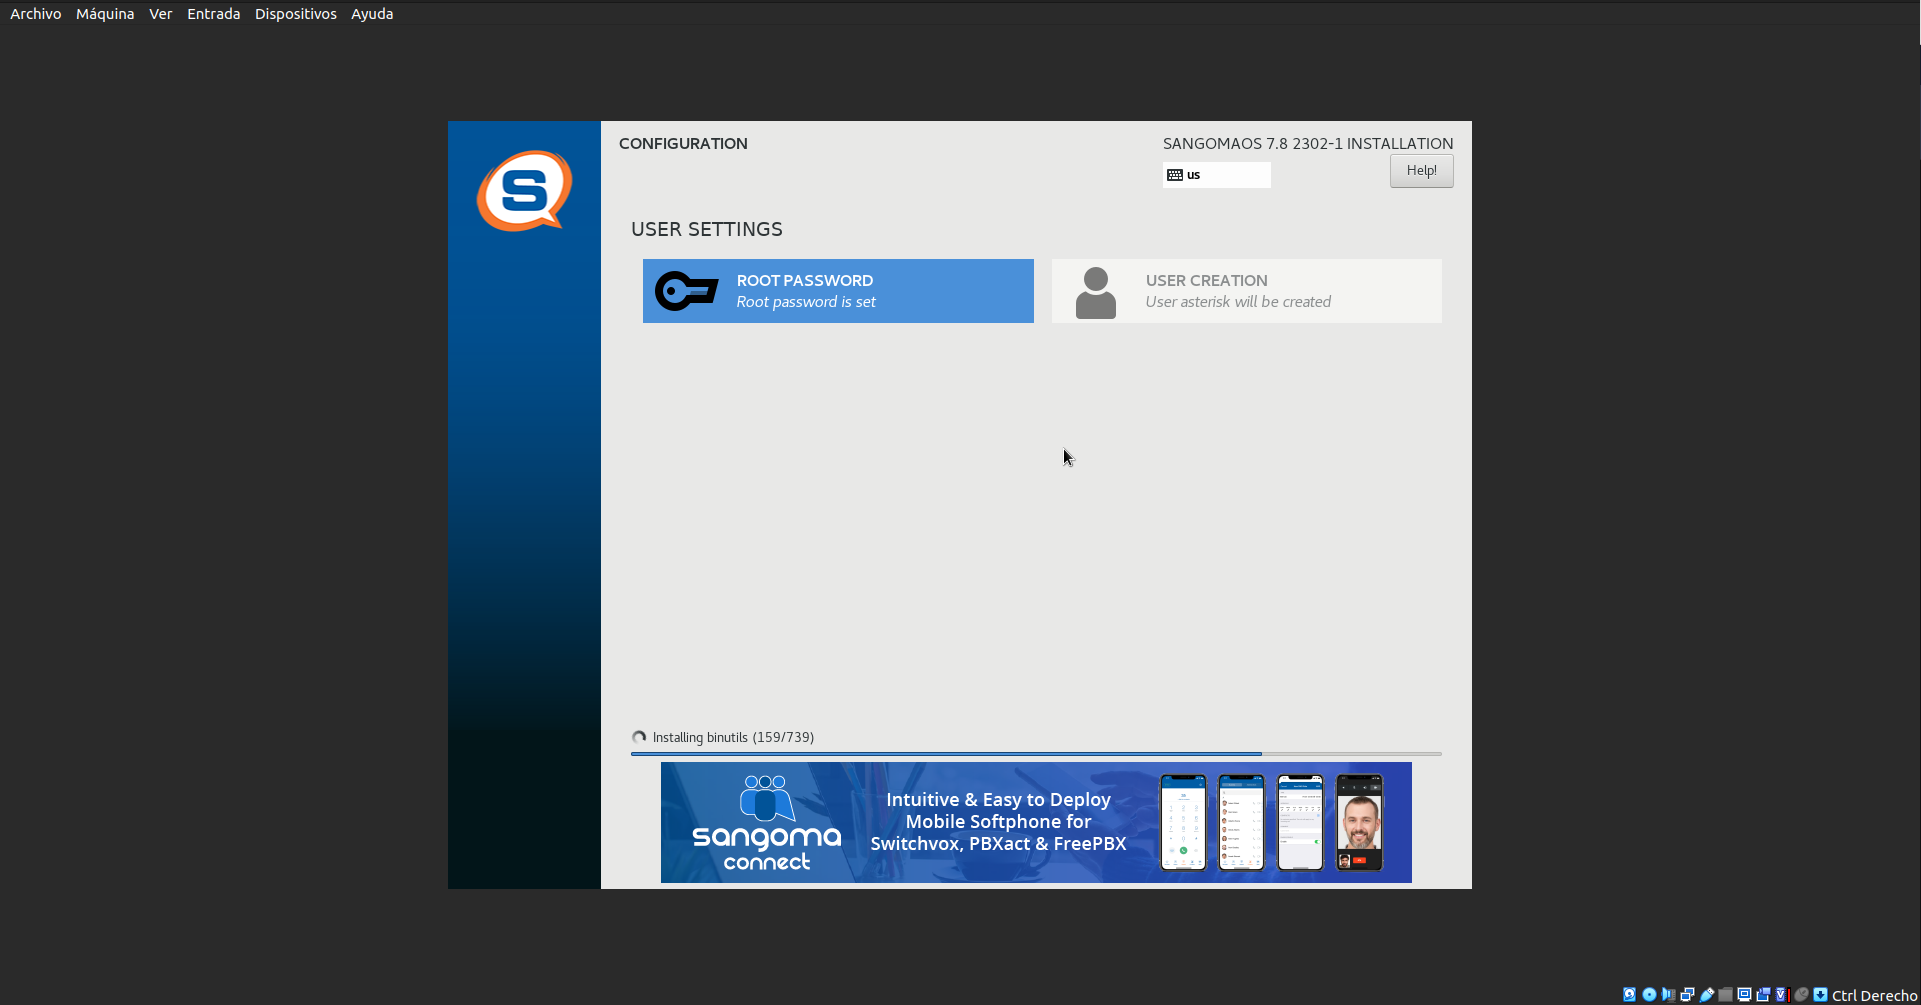 Archivo Máquina Ver Entrada Dispositivos Ayuda
CONFIGURATION
SANGOMAOS 7.8 2302-1 INSTALLATION
us
Help!
USER SETTINGS
ROOT PASSWORD
Root password is set
USER CREATION
User asterisk will be created
Installing binutils (159/739)
sangoma
connect
Intuitive & Easy to Deploy
Mobile Softphone for
Switchvox, PBXact & FreePBX
Ctrl Derecho